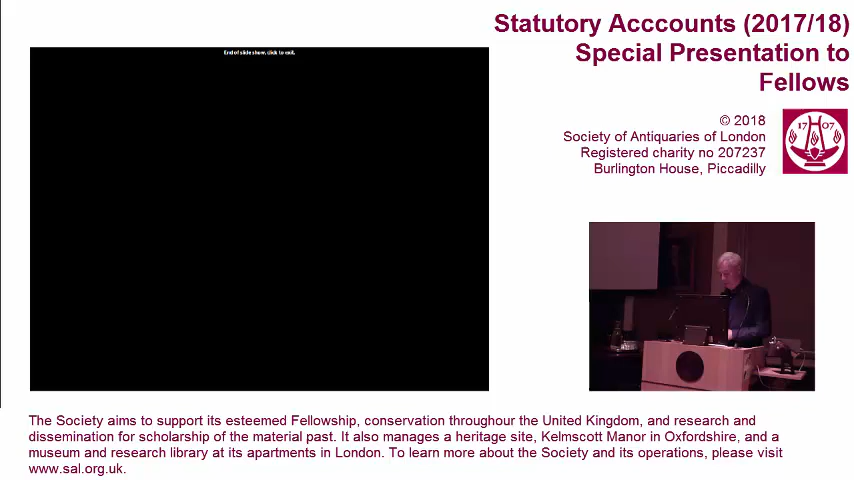 Statutory Acccounts (2017/18)
Special Presentation to
Fellows
End of slide show, click to exit.
© 2018
Society of Antiquaries of London
Registered charity no 207237
Burlington House, Piccadilly
17 07
The Society aims to support its esteemed Fellowship, conservation throughour the United Kingdom, and research and
dissemination for scholarship of the material past. It also manages a heritage site, Kelmscott Manor in Oxfordshire, and a
museum and research library at its apartments in London. To learn more about the Society and its operations, please visit
www.sal.org.uk.